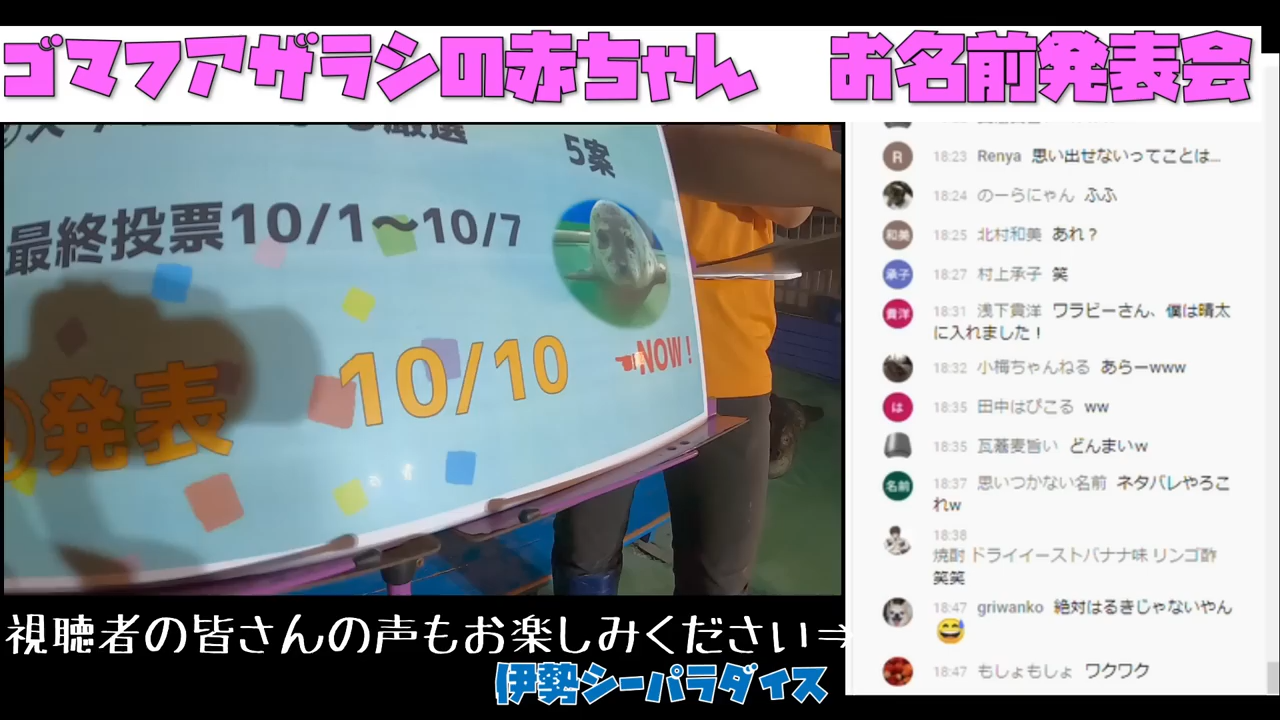 ゴマフアザラシの赤ちゃん　お名前発表会
厳選
5案
最終投票10/1～10/7
発表 10/10
NOW!
視聴者の皆さんの声もお楽しみください⇒
伊勢シーパラダイス
R 18:23 Renya 思い出せないってことは...
18:24 のーらにゃん ふふ
和美 18:25 北村和美 あれ？
承子 18:27 村上承子 笑
貴洋 18:31 浅下貴洋 ワラビーさん、僕は晴太
に入れました！
18:32 小梅ちゃんねる あらーwww
は 18:35 田中はぴこる ww
18:35 瓦蕎麦旨い どんまいw
名前 18:37 思いつかない名前 ネタバレやろこ
れw
18:38
焼酎 ドライイーストバナナ味 リンゴ酢
笑笑
18:47 griwanko 絶対はるきじゃないやん
😅
18:47 もしょもしょ ワクワク